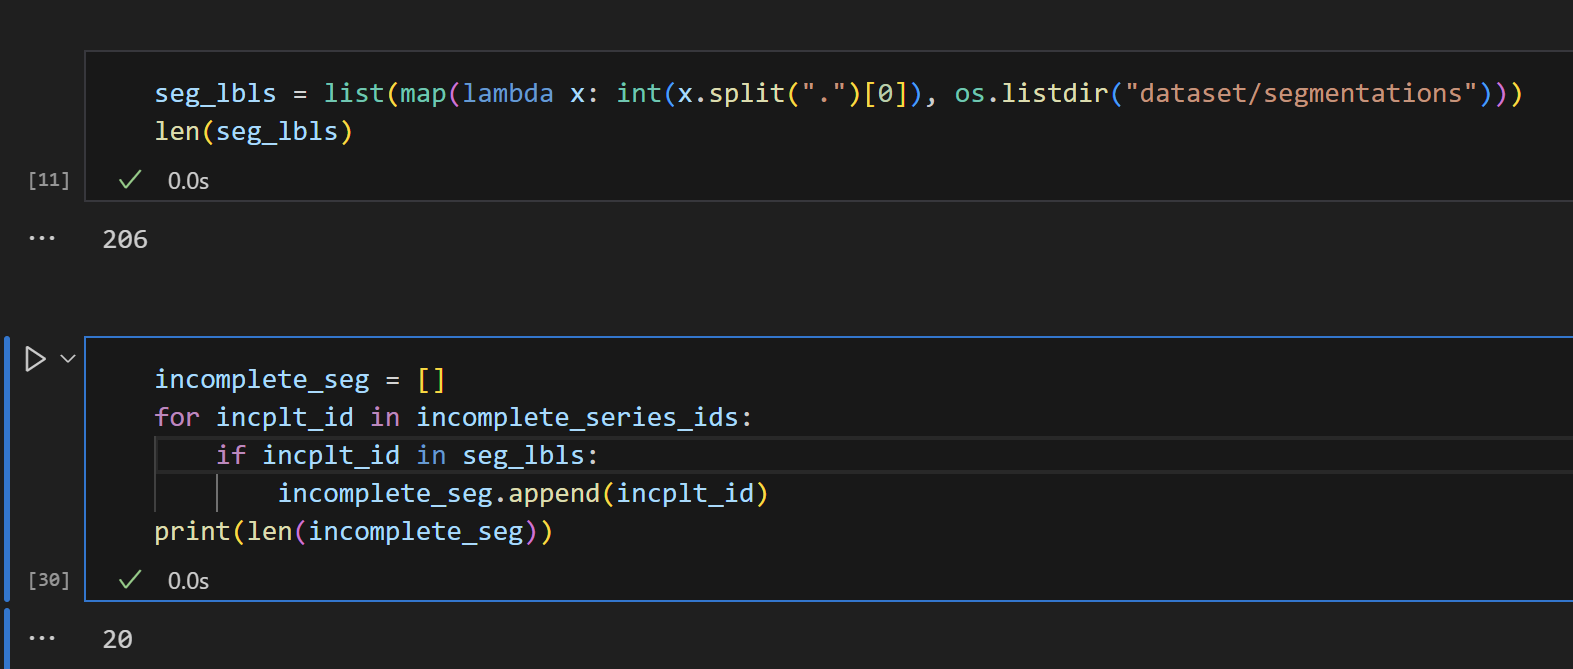 seg_lbls = list(map(lambda x: int(x.split(".")[0]), os.listdir("dataset/segmentations")))
len(seg_lbls)
[11] 0.0s
... 206
incomplete_seg = []
for incplt_id in incomplete_series_ids:
    if incplt_id in seg_lbls:
        incomplete_seg.append(incplt_id)
print(len(incomplete_seg))
[30] 0.0s
... 20